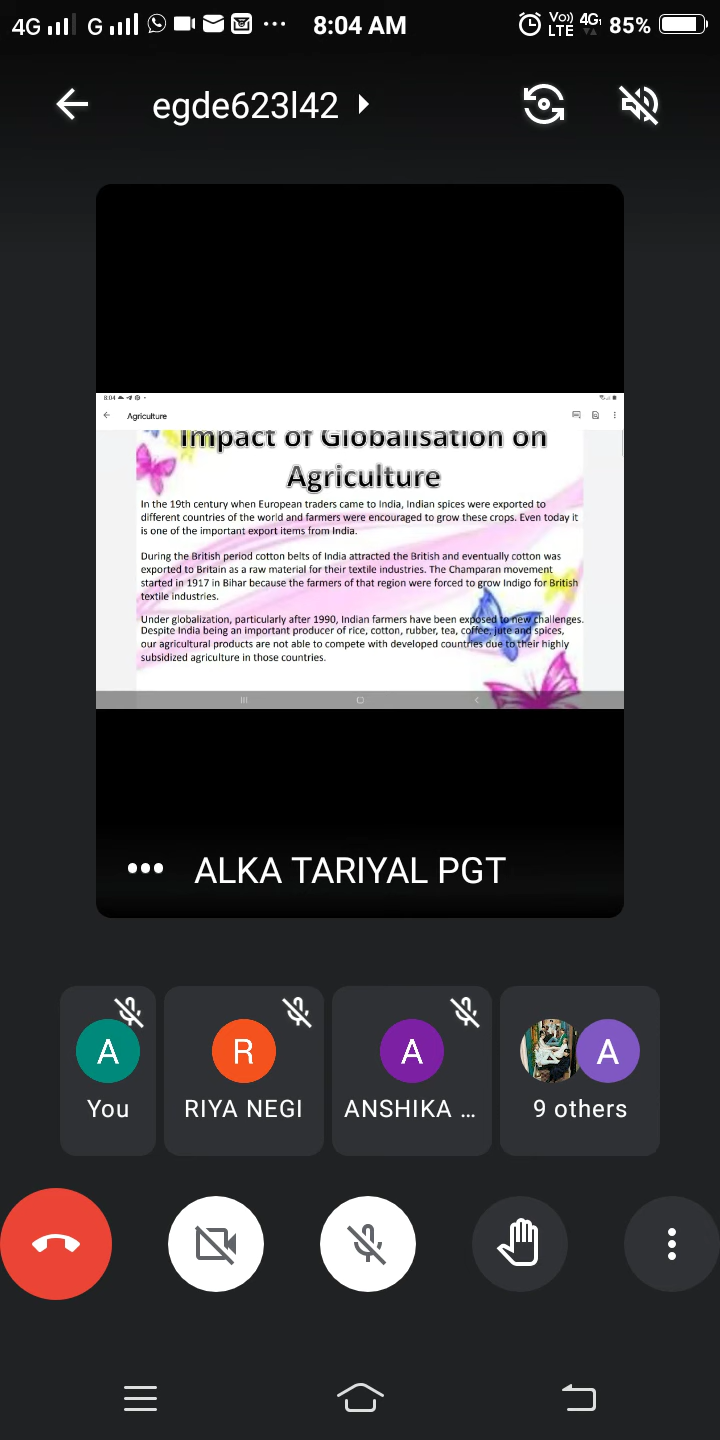 4G G 8:04 AM Vo)) LTE 4G 85%
egde623l42
8:04
Agriculture
Impact of Globalisation on
Agriculture
In the 19th century when European traders came to India, Indian spices were exported to
different countries of the world and farmers were encouraged to grow these crops. Even today it
is one of the important export items from India.
During the British period cotton belts of India attracted the British and eventually cotton was
exported to Britain as a raw material for their textile industries. The Champaran movement
started in 1917 in Bihar because the farmers of that region were forced to grow Indigo for British
textile industries.
Under globalization, particularly after 1990, Indian farmers have been exposed to new challenges.
Despite India being an important producer of rice, cotton, rubber, tea, coffee, jute and spices,
our agricultural products are not able to compete with developed countries due to their highly
subsidized agriculture in those countries.
ALKA TARIYAL PGT
A R A A
You RIYA NEGI ANSHIKA ... 9 others